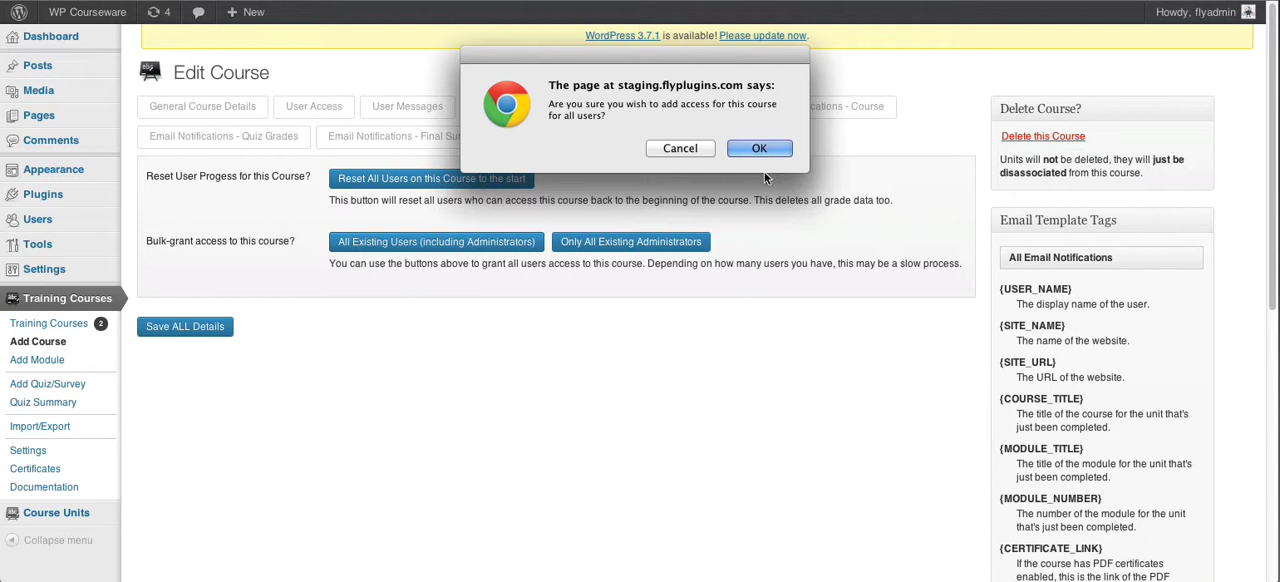 WP Courseware
4
New
Howdy, flyadmin
WordPress 3.7.1 is available! Please update now.
Dashboard
Posts
Media
Pages
Comments
Appearance
Plugins
Users
Tools
Settings
Training Courses
Training Courses 2
Add Course
Add Module
Add Quiz/Survey
Quiz Summary
Import/Export
Settings
Certificates
Documentation
Course Units
Collapse menu
Edit Course
General Course Details
User Access
User Messages
cations - Course
Email Notifications - Quiz Grades
Email Notifications - Final Sur
The page at staging.flyplugins.com says:
Are you sure you wish to add access for this course
for all users?
Cancel
OK
Reset User Progess for this Course?
Reset All Users on this Course to the start
This button will reset all users who can access this course back to the beginning of the course. This deletes all grade data too.
Bulk-grant access to this course?
All Existing Users (including Administrators)
Only All Existing Administrators
You can use the buttons above to grant all users access to this course. Depending on how many users you have, this may be a slow process.
Save ALL Details
Delete Course?
Delete this Course
Units will not be deleted, they will just be
disassociated from this course.
Email Template Tags
All Email Notifications
{USER_NAME}
The display name of the user.
{SITE_NAME}
The name of the website.
{SITE_URL}
The URL of the website.
{COURSE_TITLE}
The title of the course for the unit that's
just been completed.
{MODULE_TITLE}
The title of the module for the unit that's
just been completed.
{MODULE_NUMBER}
The number of the module for the unit
that's just been completed.
{CERTIFICATE_LINK}
If the course has PDF certificates
enabled, this is the link of the PDF